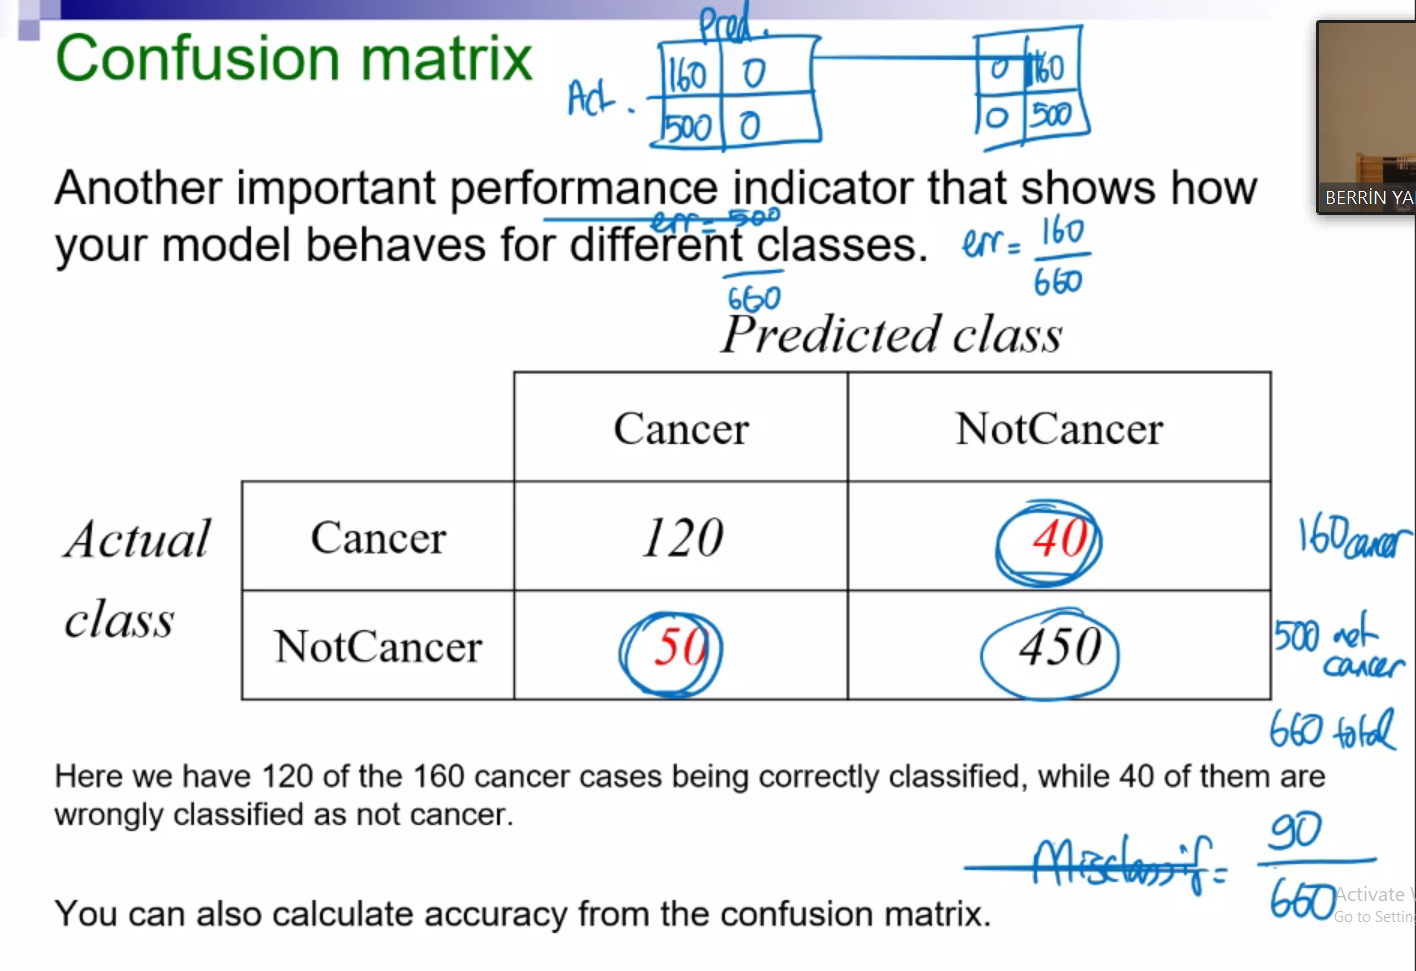 Confusion matrix
Pred.
Act.
160 0
500 0
0 160
0 500
Another important performance indicator that shows how
your model behaves for different classes.
err = 500
660
err = 160
660
BERRİN YA
Predicted class
Cancer NotCancer
Actual
class
Cancer 120 40
160 cancer
NotCancer 50 450
500 not
cancer
660 total
Here we have 120 of the 160 cancer cases being correctly classified, while 40 of them are
wrongly classified as not cancer.
Misclassif = 90
660
You can also calculate accuracy from the confusion matrix.
Activate
Go to Settin